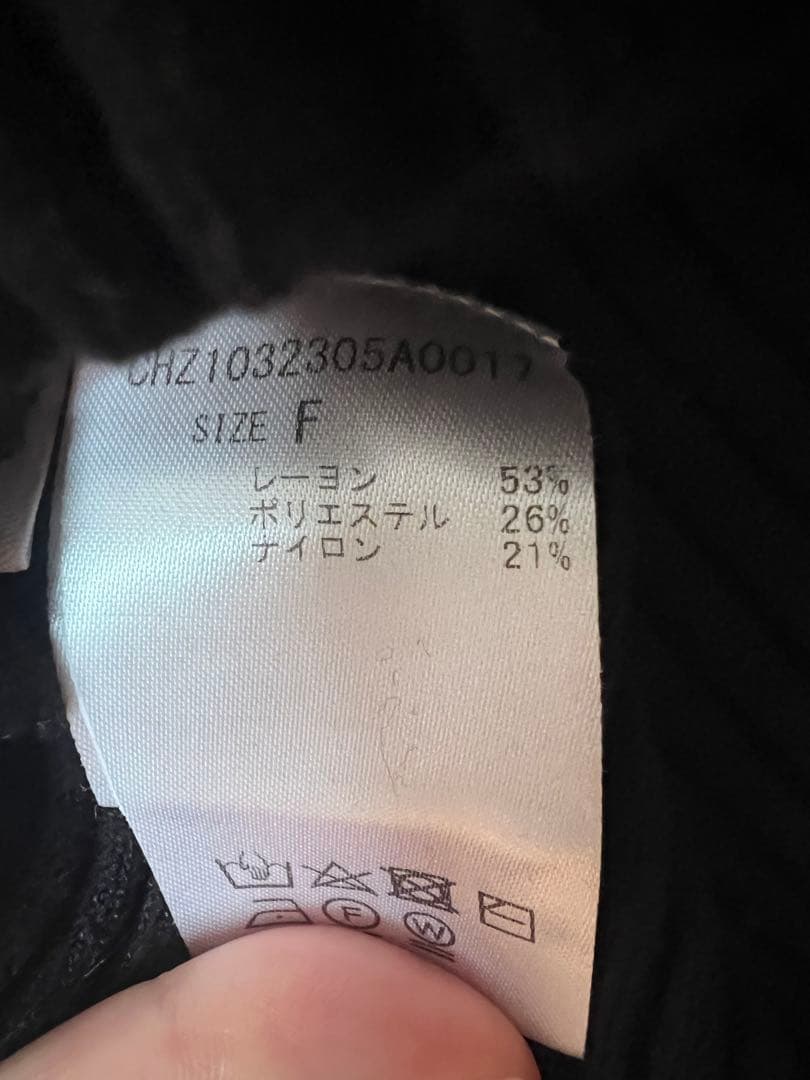 CHZ1032305A0017
SIZE F
レーヨン 53%
ポリエステル 26%
ナイロン 21%
F W